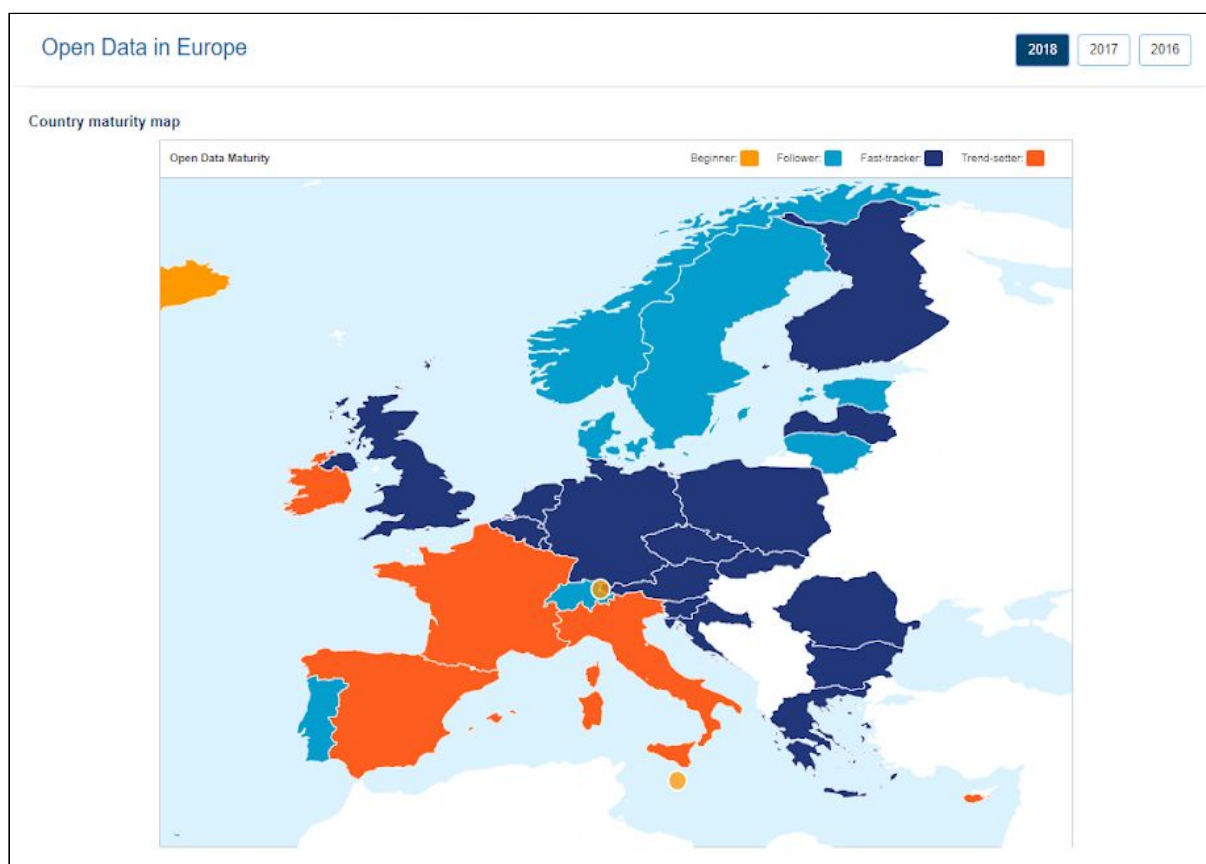 Open Data in Europe
2018 2017 2016
Country maturity map
Open Data Maturity Beginner: Follower: Fast-tracker: Trend-setter: